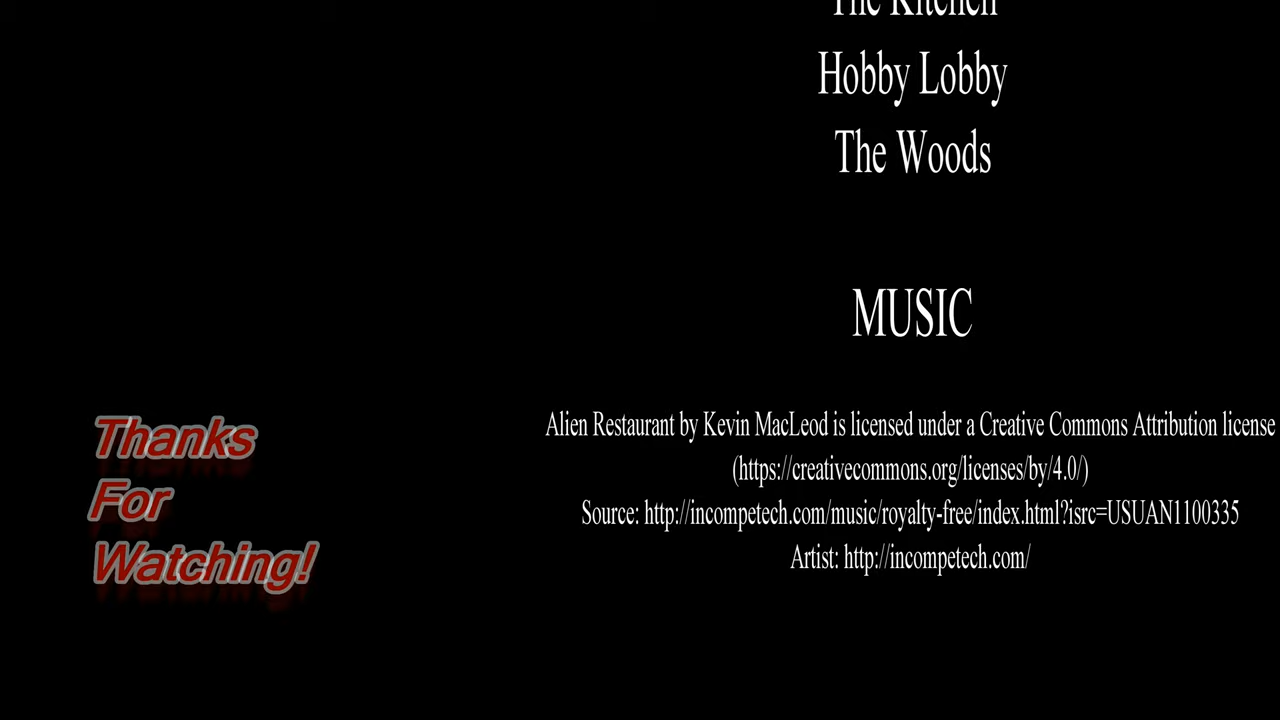 The Kitchen
Hobby Lobby
The Woods
MUSIC
Alien Restaurant by Kevin MacLeod is licensed under a Creative Commons Attribution license
(https://creativecommons.org/licenses/by/4.0/)
Source: http://incompetech.com/music/royalty-free/index.html?isrc=USUAN1100335
Artist: http://incompetech.com/
Thanks
For
Watching!